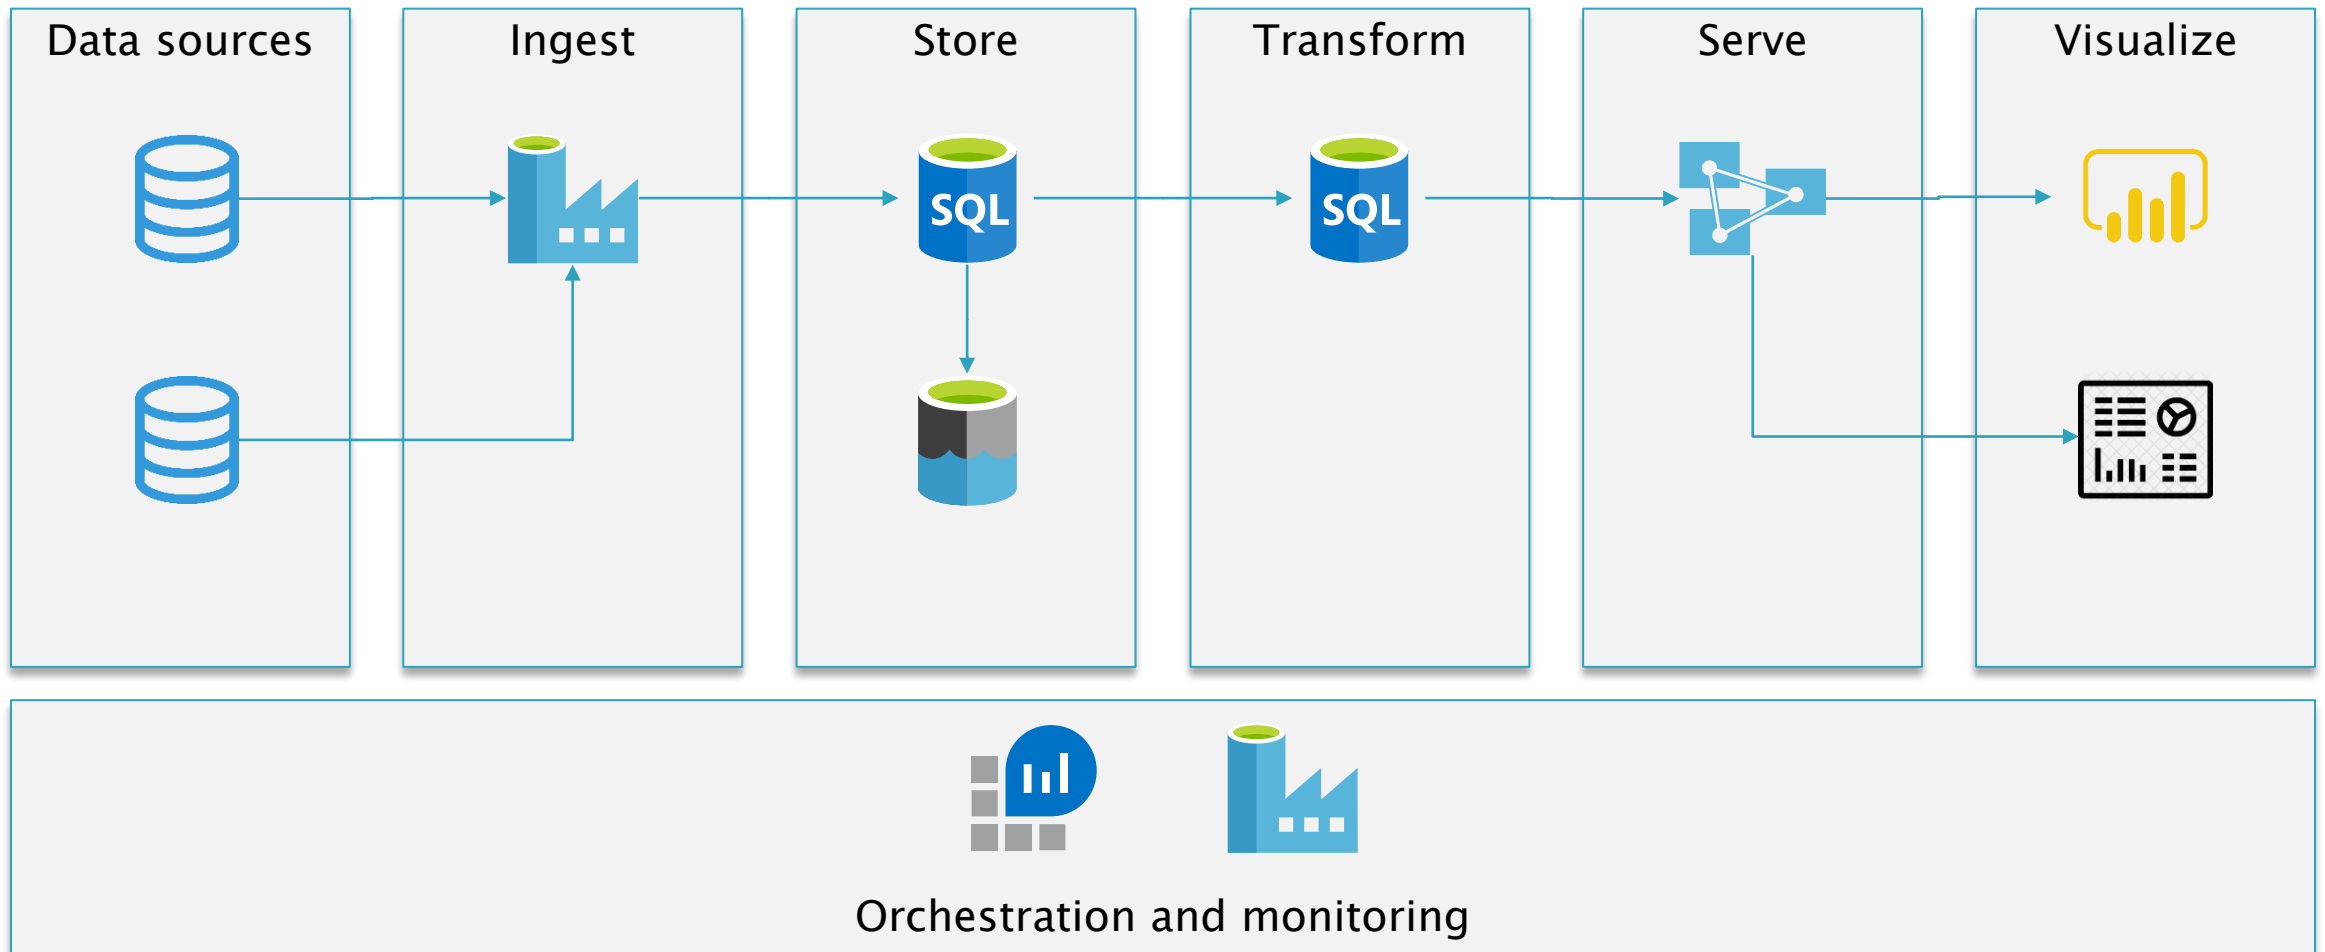 Data sources
Ingest
Store
Transform
Serve
Visualize
SQL
SQL
Orchestration and monitoring